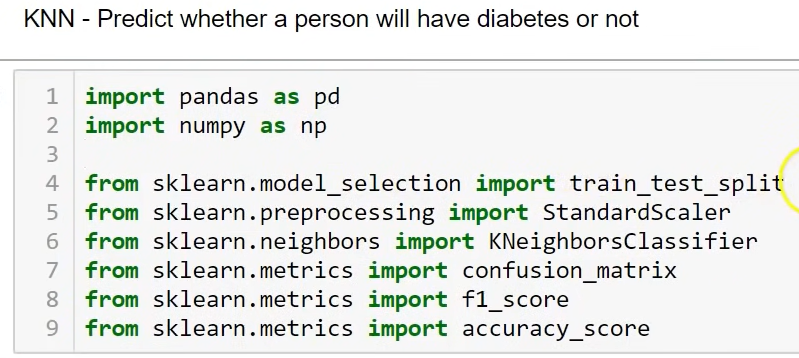 KNN - Predict whether a person will have diabetes or not
1 import pandas as pd
2 import numpy as np
3
4 from sklearn.model_selection import train_test_split
5 from sklearn.preprocessing import StandardScaler
6 from sklearn.neighbors import KNeighborsClassifier
7 from sklearn.metrics import confusion_matrix
8 from sklearn.metrics import f1_score
9 from sklearn.metrics import accuracy_score